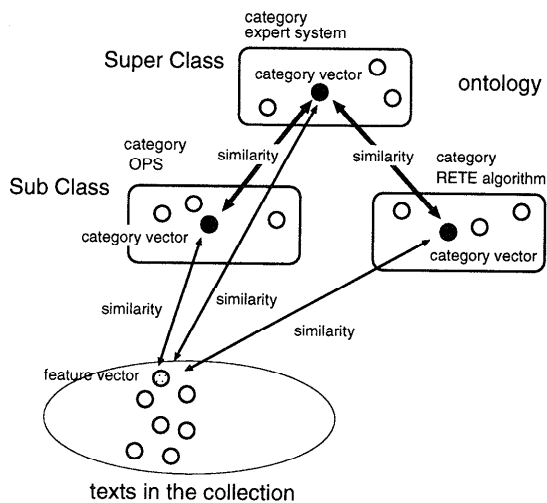 category
expert system
Super Class
category vector
ontology
category
OPS
similarity
similarity
category
RETE algorithm
Sub Class
category vector
category vector
similarity
similarity
similarity
feature vector
texts in the collection